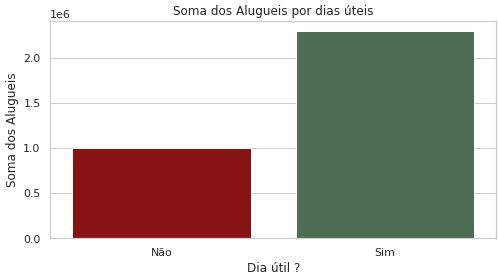 Soma dos Alugueis por dias úteis
1e6
2.0
1.5
1.0
0.5
0.0
Soma dos Alugueis
Não
Sim
Dia útil ?